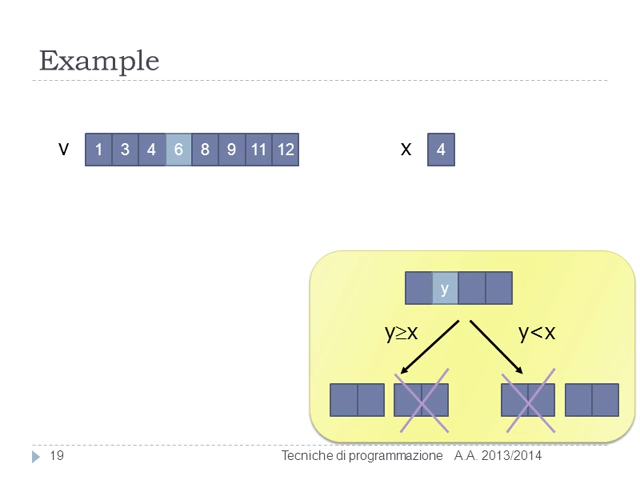 Example
v 1 3 4 6 8 9 11 12 x 4
y
y≥x y<x
19 Tecniche di programmazione A.A. 2013/2014